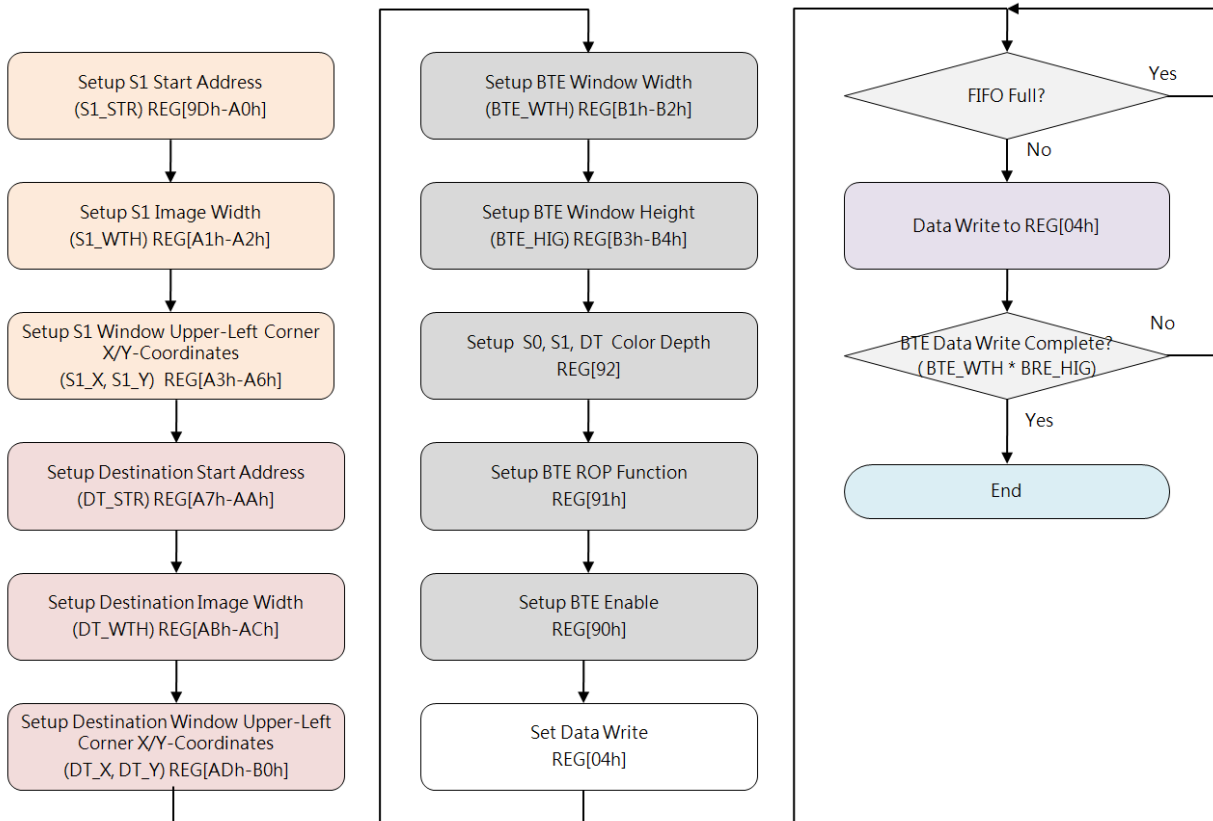 Setup S1 Start Address
(S1_STR) REG[9Dh-A0h]
Setup S1 Image Width
(S1_WTH) REG[A1h-A2h]
Setup S1 Window Upper-Left Corner
X/Y-Coordinates
(S1_X, S1_Y) REG[A3h-A6h]
Setup Destination Start Address
(DT_STR) REG[A7h-AAh]
Setup Destination Image Width
(DT_WTH) REG[ABh-ACh]
Setup Destination Window Upper-Left
Corner X/Y-Coordinates
(DT_X, DT_Y) REG[ADh-B0h]
Setup BTE Window Width
(BTE_WTH) REG[B1h-B2h]
Setup BTE Window Height
(BTE_HIG) REG[B3h-B4h]
Setup S0, S1, DT Color Depth
REG[92]
Setup BTE ROP Function
REG[91h]
Setup BTE Enable
REG[90h]
Set Data Write
REG[04h]
FIFO Full?
Yes
No
Data Write to REG[04h]
BTE Data Write Complete?
( BTE_WTH * BRE_HIG)
No
Yes
End